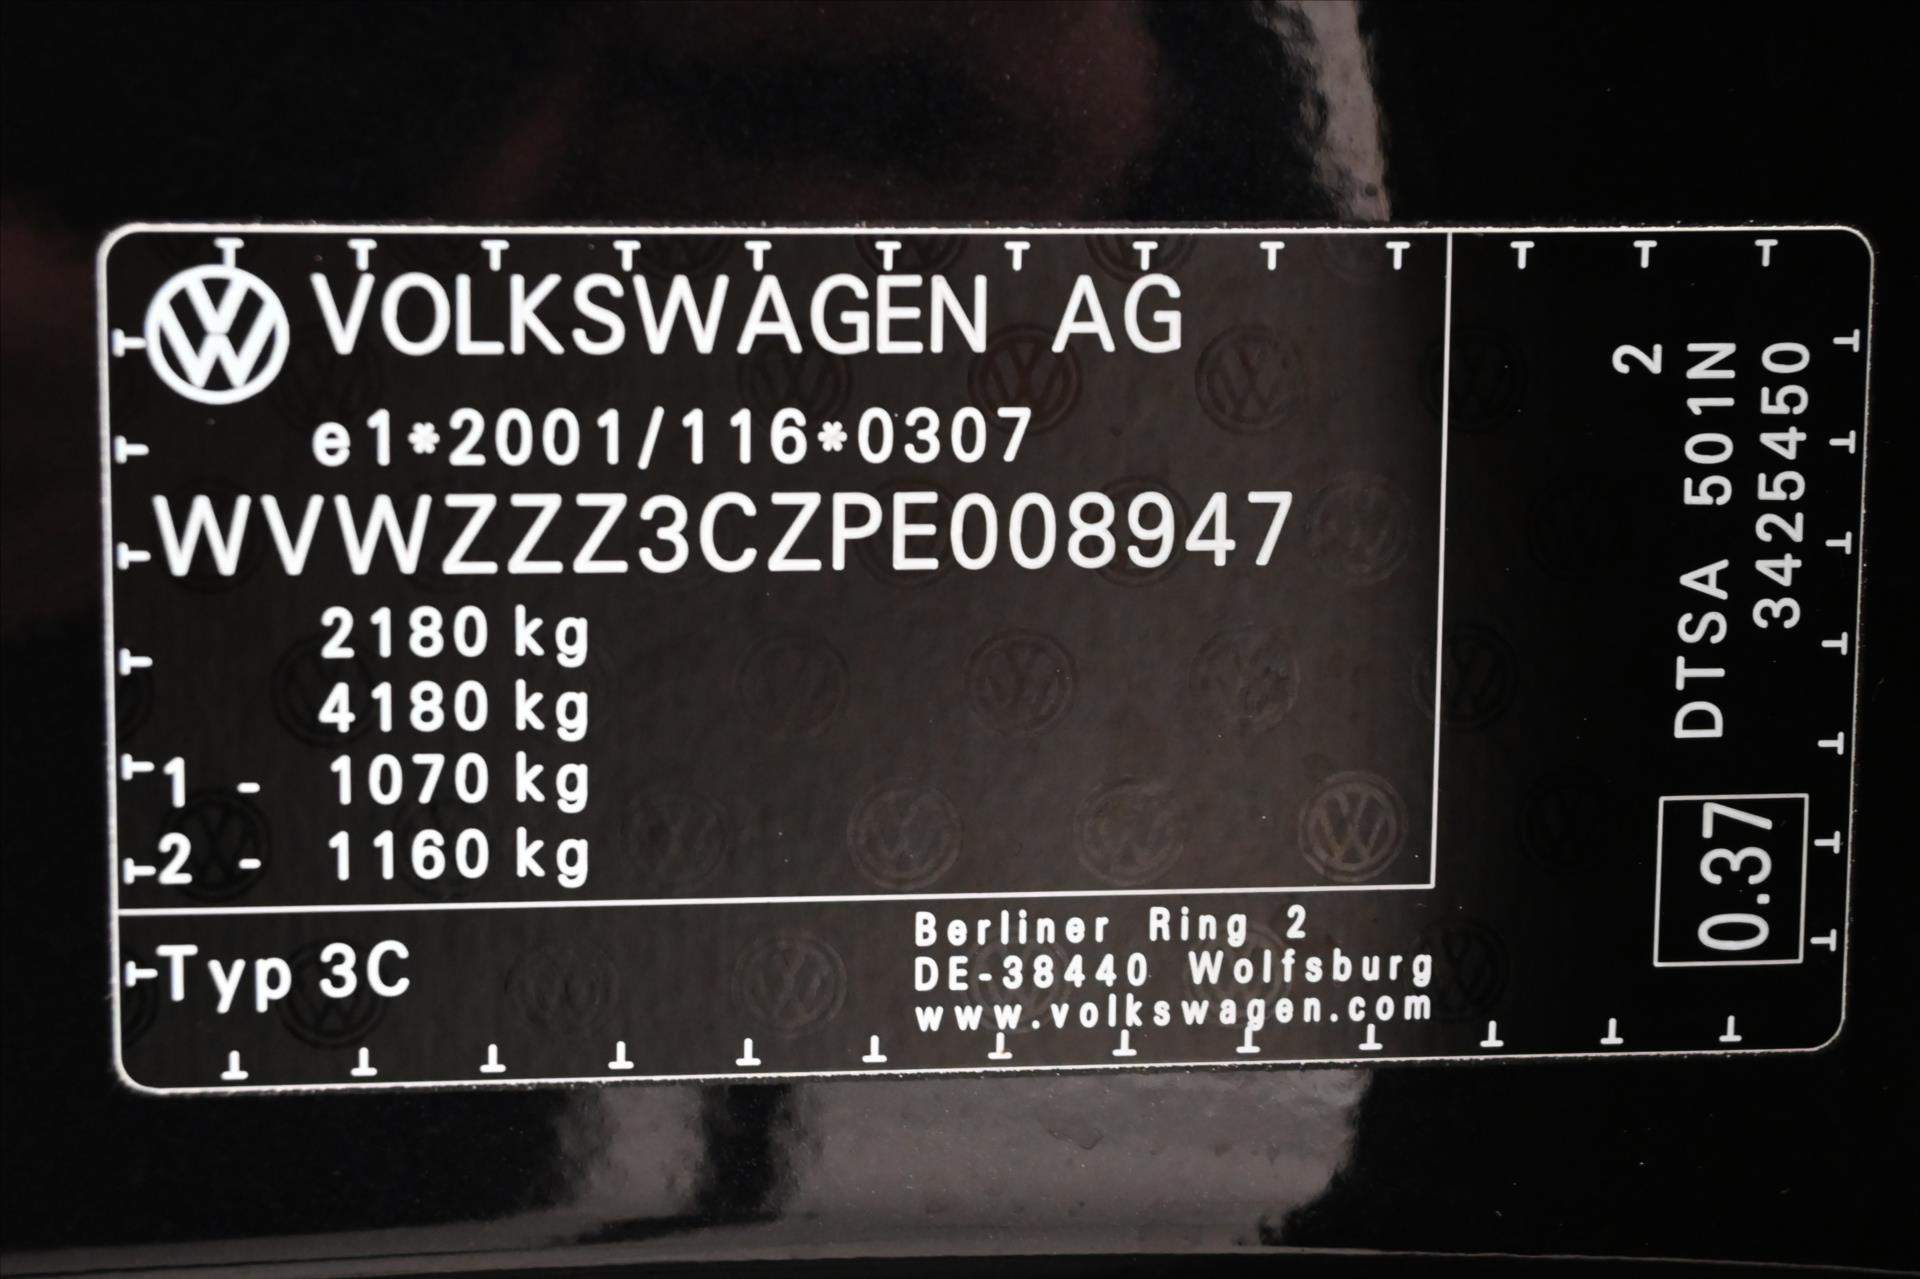 VOLKSWAGEN AG
e1*2001/116*0307
WVWZZZ3CZPE008947
2180 kg
4180 kg
1 - 1070 kg
2 - 1160 kg
Typ 3C
Berliner Ring 2
DE-38440 Wolfsburg
www.volkswagen.com
2
DTSA 501N
3425450
0.37